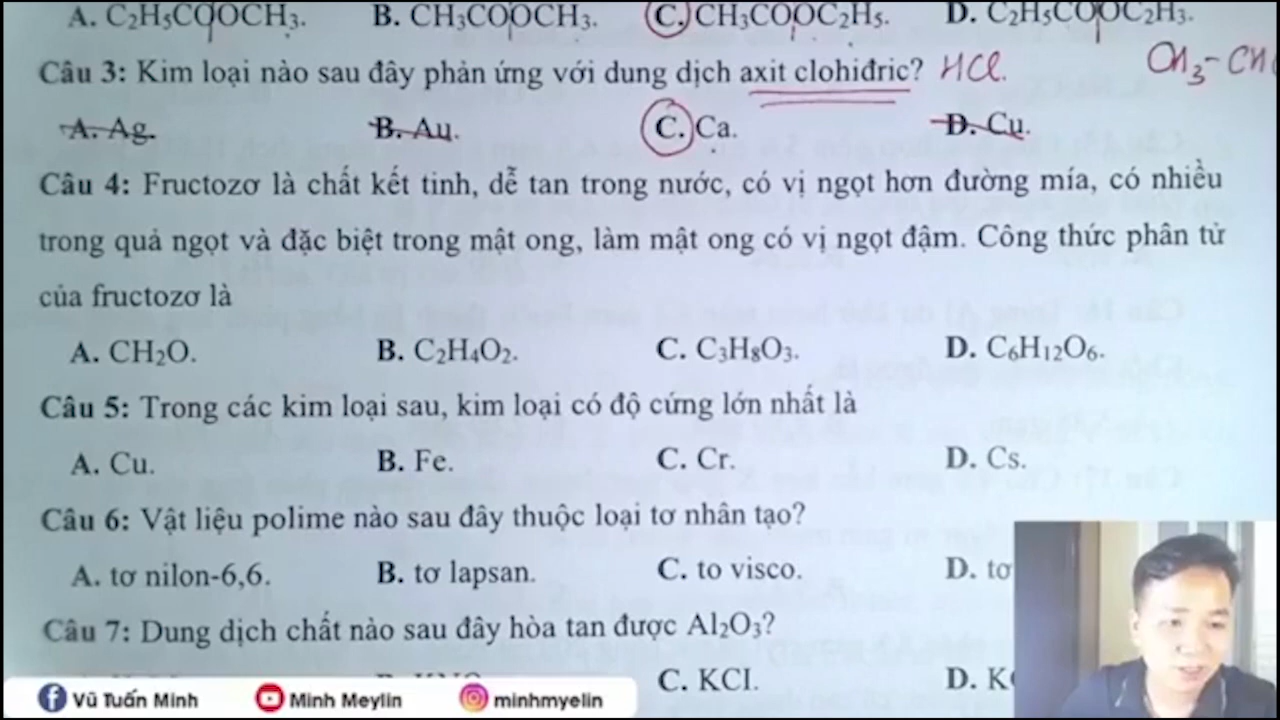 A. C₂H₅COOCH₃. B. CH₃COOCH₃. C. CH₃COOC₂H₅. D. C₂H₅COOC₂H₃.
Câu 3: Kim loại nào sau đây phản ứng với dung dịch axit clohiđric? HCl.
CH₃-CH
A. Ag. B. Au. C. Ca. D. Cu.
Câu 4: Fructozơ là chất kết tinh, dễ tan trong nước, có vị ngọt hơn đường mía, có nhiều
trong quả ngọt và đặc biệt trong mật ong, làm mật ong có vị ngọt đậm. Công thức phân tử
của fructozơ là
A. CH₂O. B. C₂H₄O₂. C. C₃H₈O₃. D. C₆H₁₂O₆.
Câu 5: Trong các kim loại sau, kim loại có độ cứng lớn nhất là
A. Cu. B. Fe. C. Cr. D. Cs.
Câu 6: Vật liệu polime nào sau đây thuộc loại tơ nhân tạo?
A. tơ nilon-6,6. B. tơ lapsan. C. to visco. D. tơ
Câu 7: Dung dịch chất nào sau đây hòa tan được Al₂O₃?
C. KCl. D. K
Vũ Tuấn Minh Minh Meylin minhmyelin